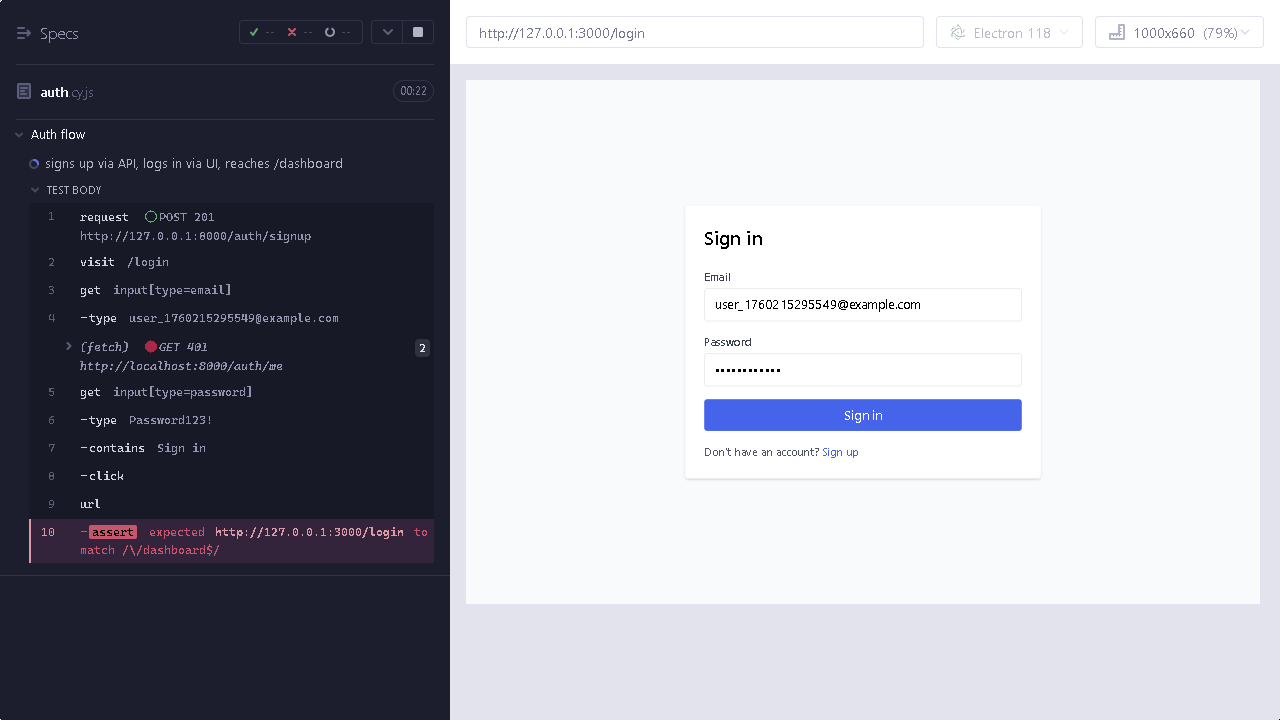 Specs
-- -- --
auth cy.js
00:22
Auth flow
signs up via API, logs in via UI, reaches /dashboard
TEST BODY
1 request POST 201
http://127.0.0.1:8000/auth/signup
2 visit /login
3 get input[type=email]
4 -type user_1760215295549@example.com
(fetch) GET 401 2
http://localhost:8000/auth/me
5 get input[type=password]
6 -type Password123!
7 -contains Sign in
8 -click
9 url
10 -assert expected http://127.0.0.1:3000/login to
match /\/dashboard$/
http://127.0.0.1:3000/login
Electron 118
1000x660 (79%)
Sign in
Email
user_1760215295549@example.com
Password
Sign in
Don't have an account? Sign up